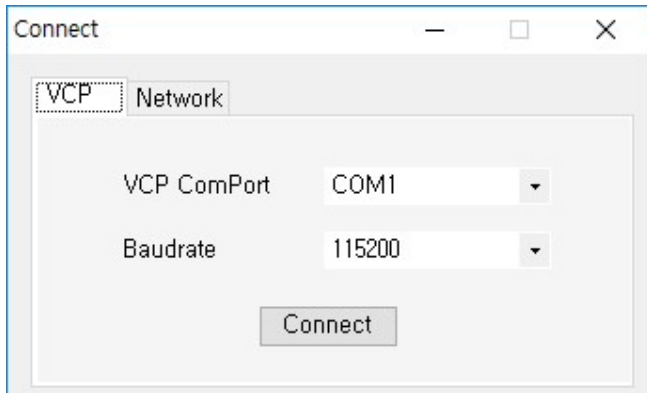 Connect
VCP Network
VCP ComPort COM1
Baudrate 115200
Connect